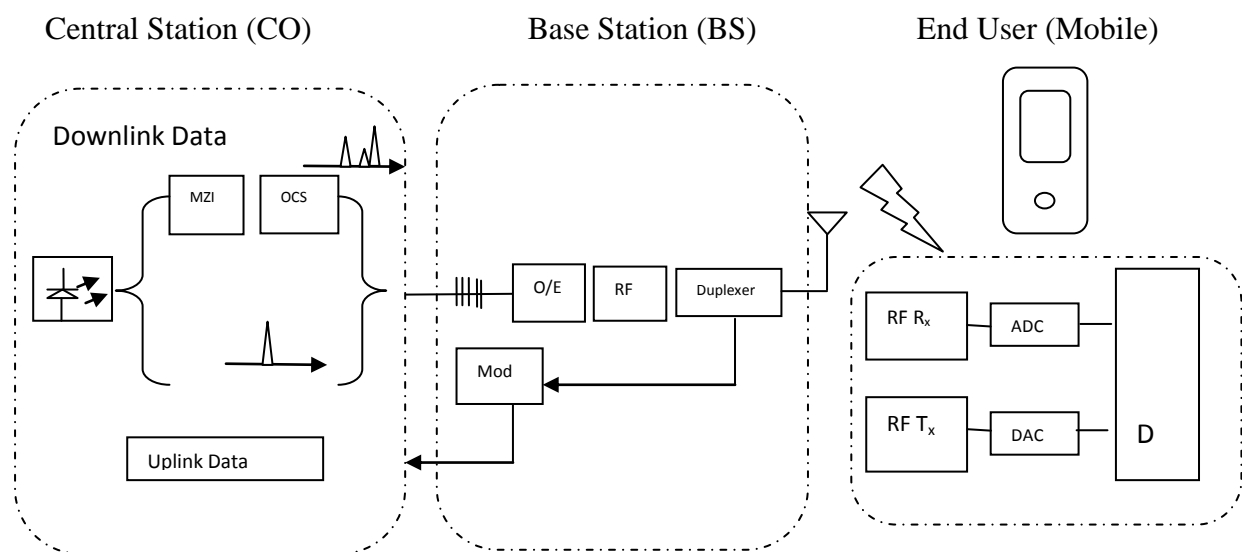 Central Station (CO)
Base Station (BS)
End User (Mobile)
Downlink Data
MZI
OCS
O/E
RF
Duplexer
Mod
Uplink Data
RF Rx
ADC
RF Tx
DAC
D